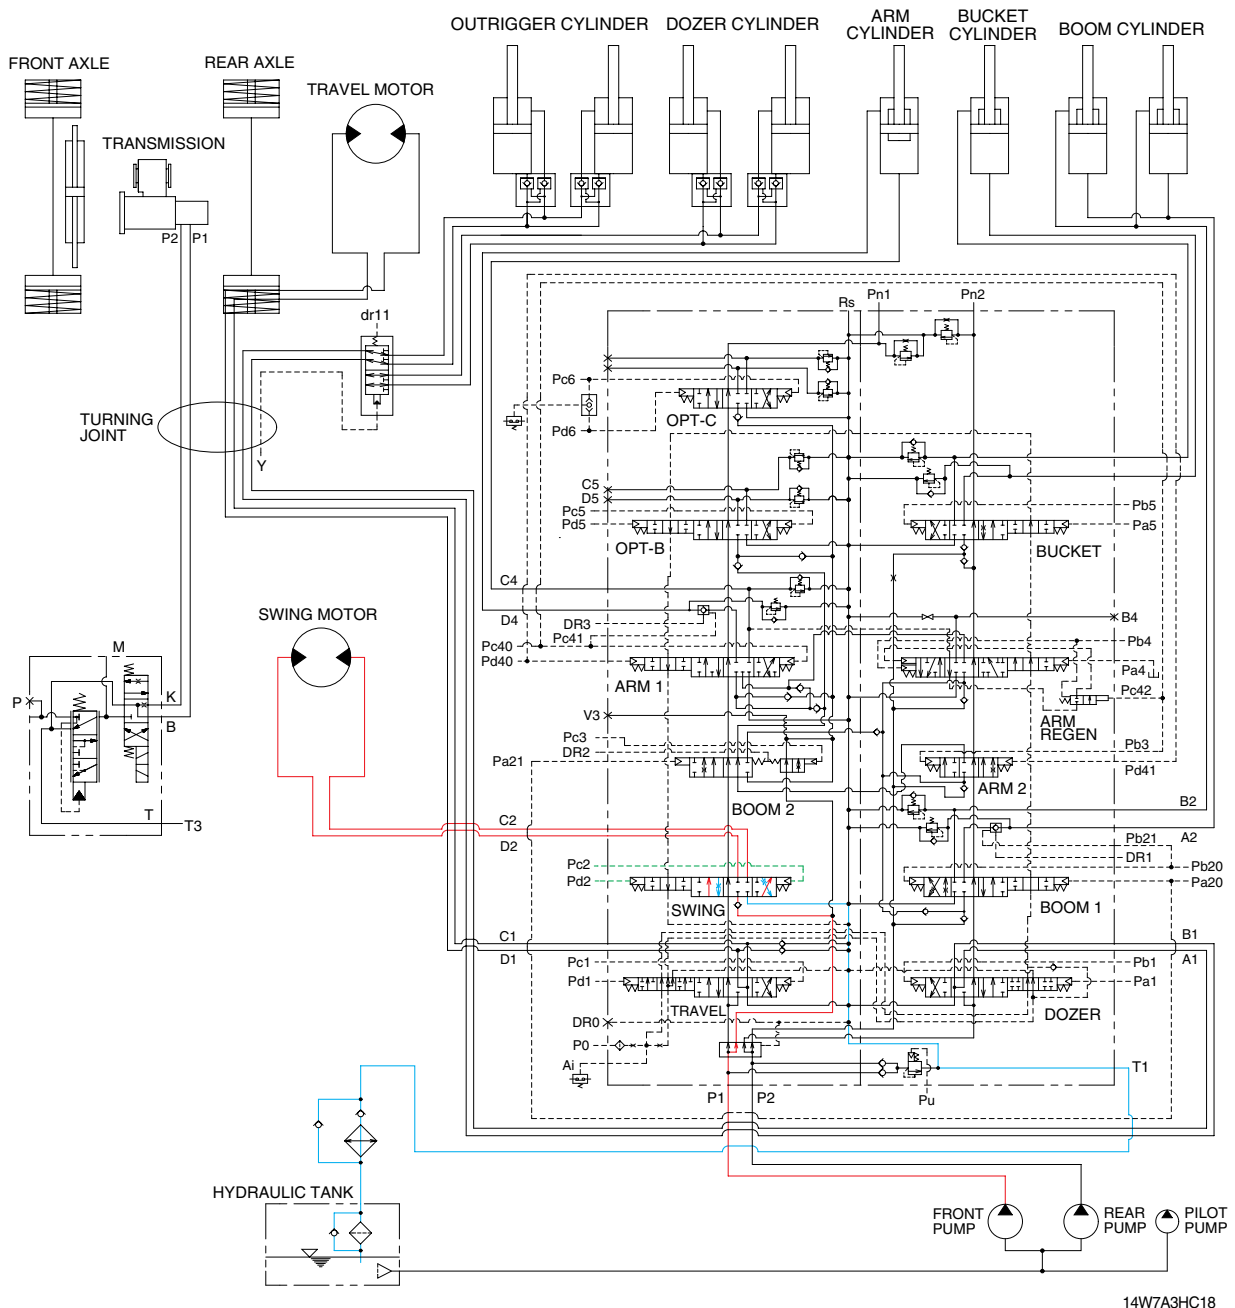 OUTRIGGER CYLINDER
DOZER CYLINDER
ARM
CYLINDER
BUCKET
CYLINDER
BOOM CYLINDER
FRONT AXLE
REAR AXLE
TRAVEL MOTOR
TRANSMISSION
P2
P1
dr11
Rs
Pn1
Pn2
Pc6
OPT-C
Pd6
TURNING
JOINT
Y
C5
D5
Pc5
Pd5
OPT-B
Pb5
Pa5
BUCKET
C4
D4
DR3
Pc41
Pc40
Pd40
ARM 1
B4
Pb4
Pa4
Pc42
ARM
REGEN
SWING MOTOR
M
P
K
B
T
T3
V3
Pc3
DR2
Pa21
BOOM 2
Pb3
Pd41
ARM 2
B2
A2
Pb21
DR1
Pb20
Pa20
BOOM 1
C2
D2
Pc2
Pd2
SWING
C1
D1
Pc1
Pd1
TRAVEL
B1
A1
Pb1
Pa1
DOZER
DR0
P0
Ai
P1
P2
Pu
T1
HYDRAULIC TANK
FRONT
PUMP
REAR
PUMP
PILOT
PUMP
14W7A3HC18